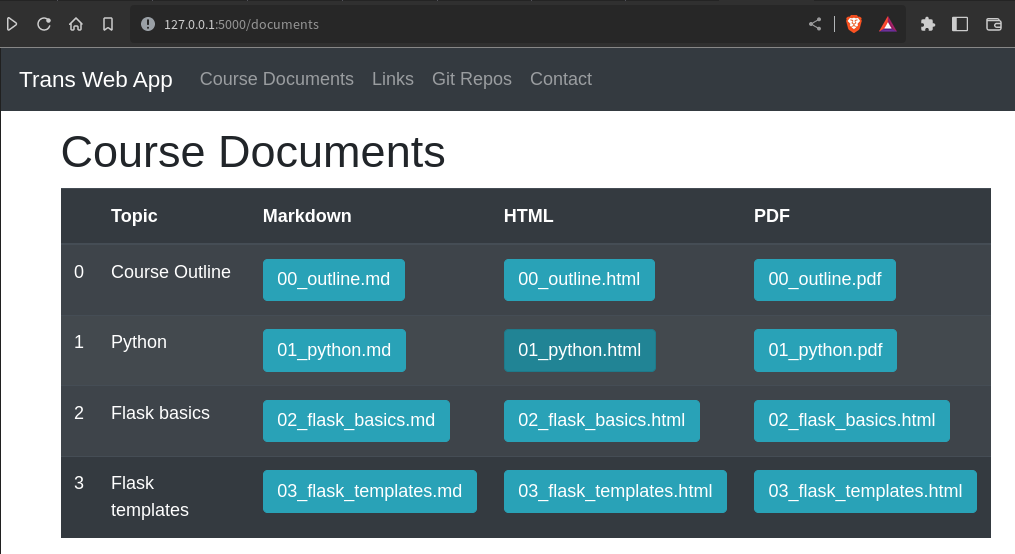 127.0.0.1:5000/documents
Trans Web App Course Documents Links Git Repos Contact
Course Documents
Topic Markdown HTML PDF
0 Course Outline 00_outline.md 00_outline.html 00_outline.pdf
1 Python 01_python.md 01_python.html 01_python.pdf
2 Flask basics 02_flask_basics.md 02_flask_basics.html 02_flask_basics.html
3 Flask 03_flask_templates.md 03_flask_templates.html 03_flask_templates.html
templates